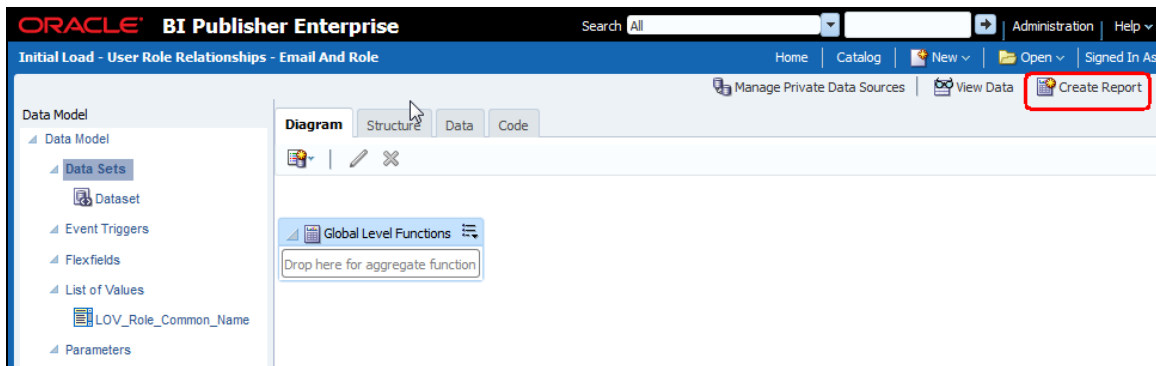 ORACLE BI Publisher Enterprise Search All Administration Help
Initial Load - User Role Relationships - Email And Role Home Catalog New Open Signed In As
Manage Private Data Sources View Data Create Report
Data Model
Diagram Structure Data Code
Data Model
Data Sets
Dataset
Event Triggers
Global Level Functions
Flexfields
Drop here for aggregate function
List of Values
LOV_Role_Common_Name
Parameters